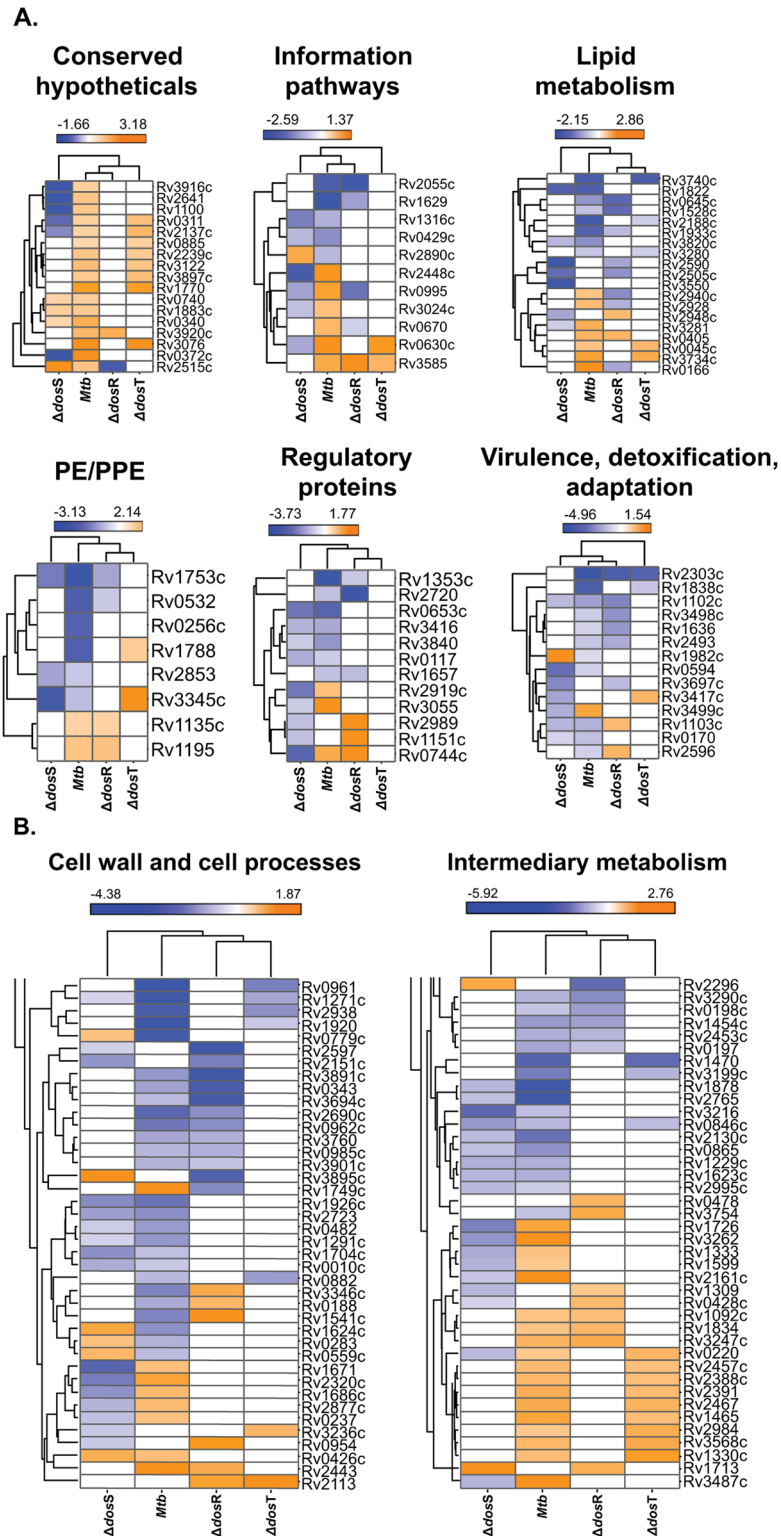 A.
Conserved hypotheticals
-1.66 3.18
Rv3916c
Rv2641
Rv1100
Rv0311
Rv2137c
Rv0885
Rv2239c
Rv3122
Rv3897c
Rv1770
Rv0740
Rv1883c
Rv0340
Rv3920c
Rv3076
Rv0372c
Rv2515c
ΔdosS Mtb ΔdosR ΔdosT
Information pathways
-2.59 1.37
Rv2055c
Rv1629
Rv1316c
Rv0429c
Rv2890c
Rv2448c
Rv0995
Rv3024c
Rv0670
Rv0630c
Rv3585
ΔdosS Mtb ΔdosR ΔdosT
Lipid metabolism
-2.15 2.86
Rv3740c
Rv1822
Rv0645c
Rv1528c
Rv2188c
Rv1933c
Rv3820c
Rv3280
Rv2590
Rv2505c
Rv3550
Rv2940c
Rv2928
Rv2948c
Rv3281
Rv0405
Rv0045c
Rv3734c
Rv0166
ΔdosS Mtb ΔdosR ΔdosT
PE/PPE
-3.13 2.14
Rv1753c
Rv0532
Rv0256c
Rv1788
Rv2853
Rv3345c
Rv1135c
Rv1195
ΔdosS Mtb ΔdosR ΔdosT
Regulatory proteins
-3.73 1.77
Rv1353c
Rv2720
Rv0653c
Rv3416
Rv3840
Rv0117
Rv1657
Rv2919c
Rv3055
Rv2989
Rv1151c
Rv0744c
ΔdosS Mtb ΔdosR ΔdosT
Virulence, detoxification, adaptation
-4.96 1.54
Rv2303c
Rv1838c
Rv1102c
Rv3498c
Rv1636
Rv2493
Rv1982c
Rv0594
Rv3697c
Rv3417c
Rv3499c
Rv1103c
Rv0170
Rv2596
ΔdosS Mtb ΔdosR ΔdosT
B.
Cell wall and cell processes
-4.38 1.87
Rv0961
Rv1271c
Rv2938
Rv1920
Rv0779c
Rv2597
Rv2151c
Rv3891c
Rv0343
Rv3694c
Rv2690c
Rv0962c
Rv3760
Rv0985c
Rv3901c
Rv3895c
Rv1749c
Rv1926c
Rv2723
Rv0482
Rv1291c
Rv1704c
Rv0010c
Rv0882
Rv3346c
Rv0188
Rv1541c
Rv1624c
Rv0283
Rv0559c
Rv1671
Rv2320c
Rv1686c
Rv2877c
Rv0237
Rv3236c
Rv0954
Rv0426c
Rv2443
Rv2113
ΔdosS Mtb ΔdosR ΔdosT
Intermediary metabolism
-5.92 2.76
Rv2296
Rv3290c
Rv0198c
Rv1454c
Rv2453c
Rv0197
Rv1470
Rv3199c
Rv1878
Rv2765
Rv3216
Rv0846c
Rv2130c
Rv0865
Rv1229c
Rv1623c
Rv2995c
Rv0478
Rv3754
Rv1726
Rv3262
Rv1333
Rv1599
Rv2161c
Rv1309
Rv0428c
Rv1092c
Rv1834
Rv3247c
Rv0220
Rv2457c
Rv2388c
Rv2391
Rv2467
Rv1465
Rv2984
Rv3568c
Rv1330c
Rv1713
Rv3487c
ΔdosS Mtb ΔdosR ΔdosT